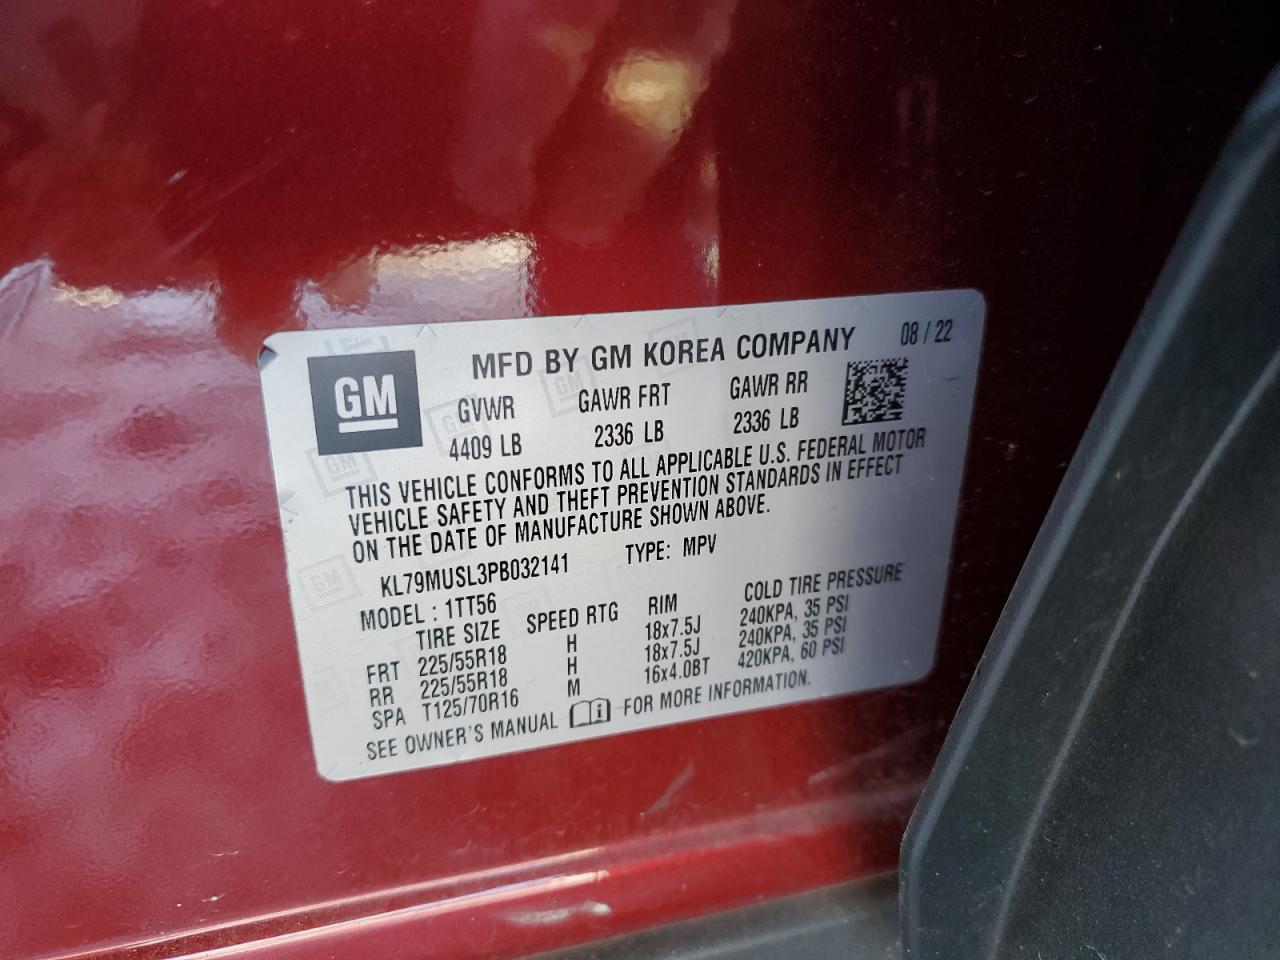 MFD BY GM KOREA COMPANY 08 / 22
GM
GVWR GAWR FRT GAWR RR
4409 LB 2336 LB 2336 LB
THIS VEHICLE CONFORMS TO ALL APPLICABLE U.S. FEDERAL MOTOR
VEHICLE SAFETY AND THEFT PREVENTION STANDARDS IN EFFECT
ON THE DATE OF MANUFACTURE SHOWN ABOVE.
KL79MUSL3PB032141 TYPE: MPV
MODEL : 1TT56
TIRE SIZE SPEED RTG RIM COLD TIRE PRESSURE
FRT 225/55R18 H 18x7.5J 240KPA, 35 PSI
RR 225/55R18 H 18x7.5J 240KPA, 35 PSI
SPA T125/70R16 M 16x4.0BT 420KPA, 60 PSI
SEE OWNER'S MANUAL i FOR MORE INFORMATION.